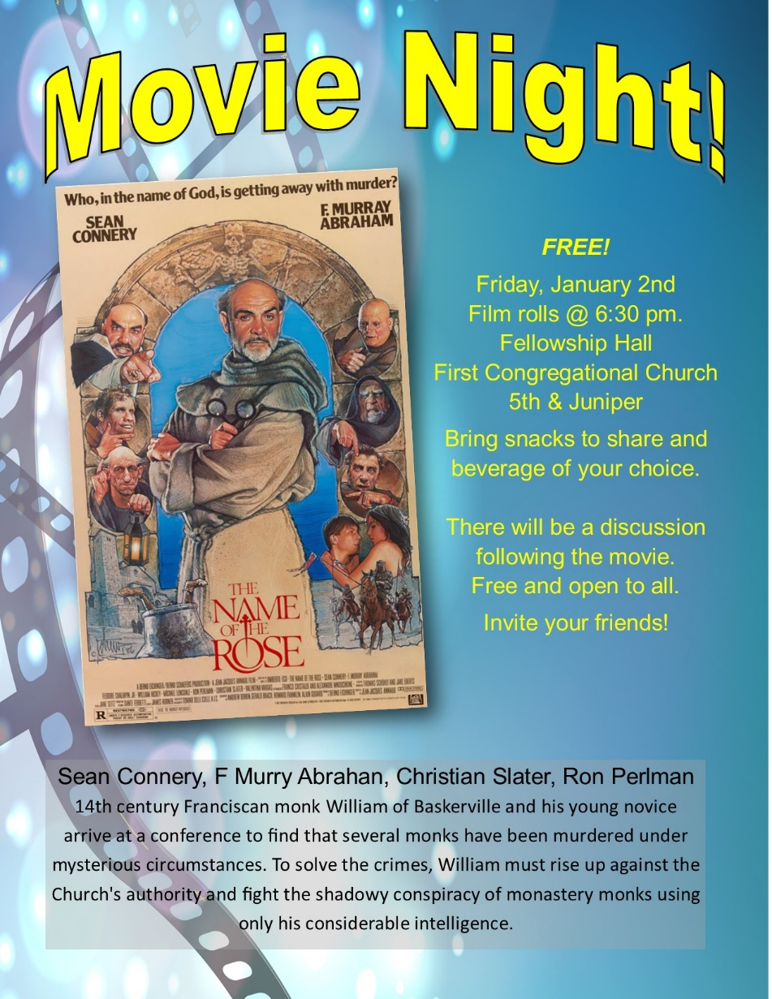 Movie Night!
Who, in the name of God, is getting away with murder?
SEAN
CONNERY
F. MURRAY
ABRAHAM
THE
NAME
OF THE
ROSE
R RESTRICTED
FREE!
Friday, January 2nd
Film rolls @ 6:30 pm.
Fellowship Hall
First Congregational Church
5th & Juniper
Bring snacks to share and
beverage of your choice.
There will be a discussion
following the movie.
Free and open to all.
Invite your friends!
Sean Connery, F Murry Abrahan, Christian Slater, Ron Perlman
14th century Franciscan monk William of Baskerville and his young novice
arrive at a conference to find that several monks have been murdered under
mysterious circumstances. To solve the crimes, William must rise up against the
Church's authority and fight the shadowy conspiracy of monastery monks using
only his considerable intelligence.